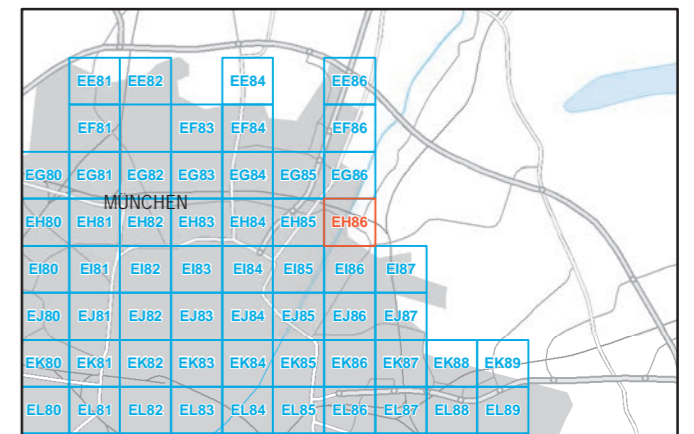 EE81 EE82 EE84 EE86
EF81 EF83 EF84 EF86
EG80 EG81 EG82 EG83 EG84 EG85 EG86
MÜNCHEN
EH80 EH81 EH82 EH83 EH84 EH85 EH86
EI80 EI81 EI82 EI83 EI84 EI85 EI86 EI87
EJ80 EJ81 EJ82 EJ83 EJ84 EJ85 EJ86 EJ87
EK80 EK81 EK82 EK83 EK84 EK85 EK86 EK87 EK88 EK89
EL80 EL81 EL82 EL83 EL84 EL85 EL86 EL87 EL88 EL89